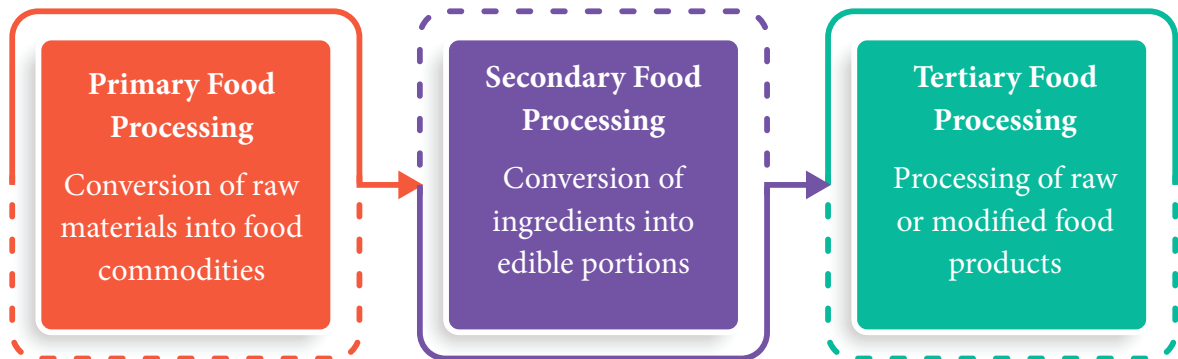 Primary Food
Processing
Conversion of raw
materials into food
commodities
Secondary Food
Processing
Conversion of
ingredients into
edible portions
Tertiary Food
Processing
Processing of raw
or modified food
products